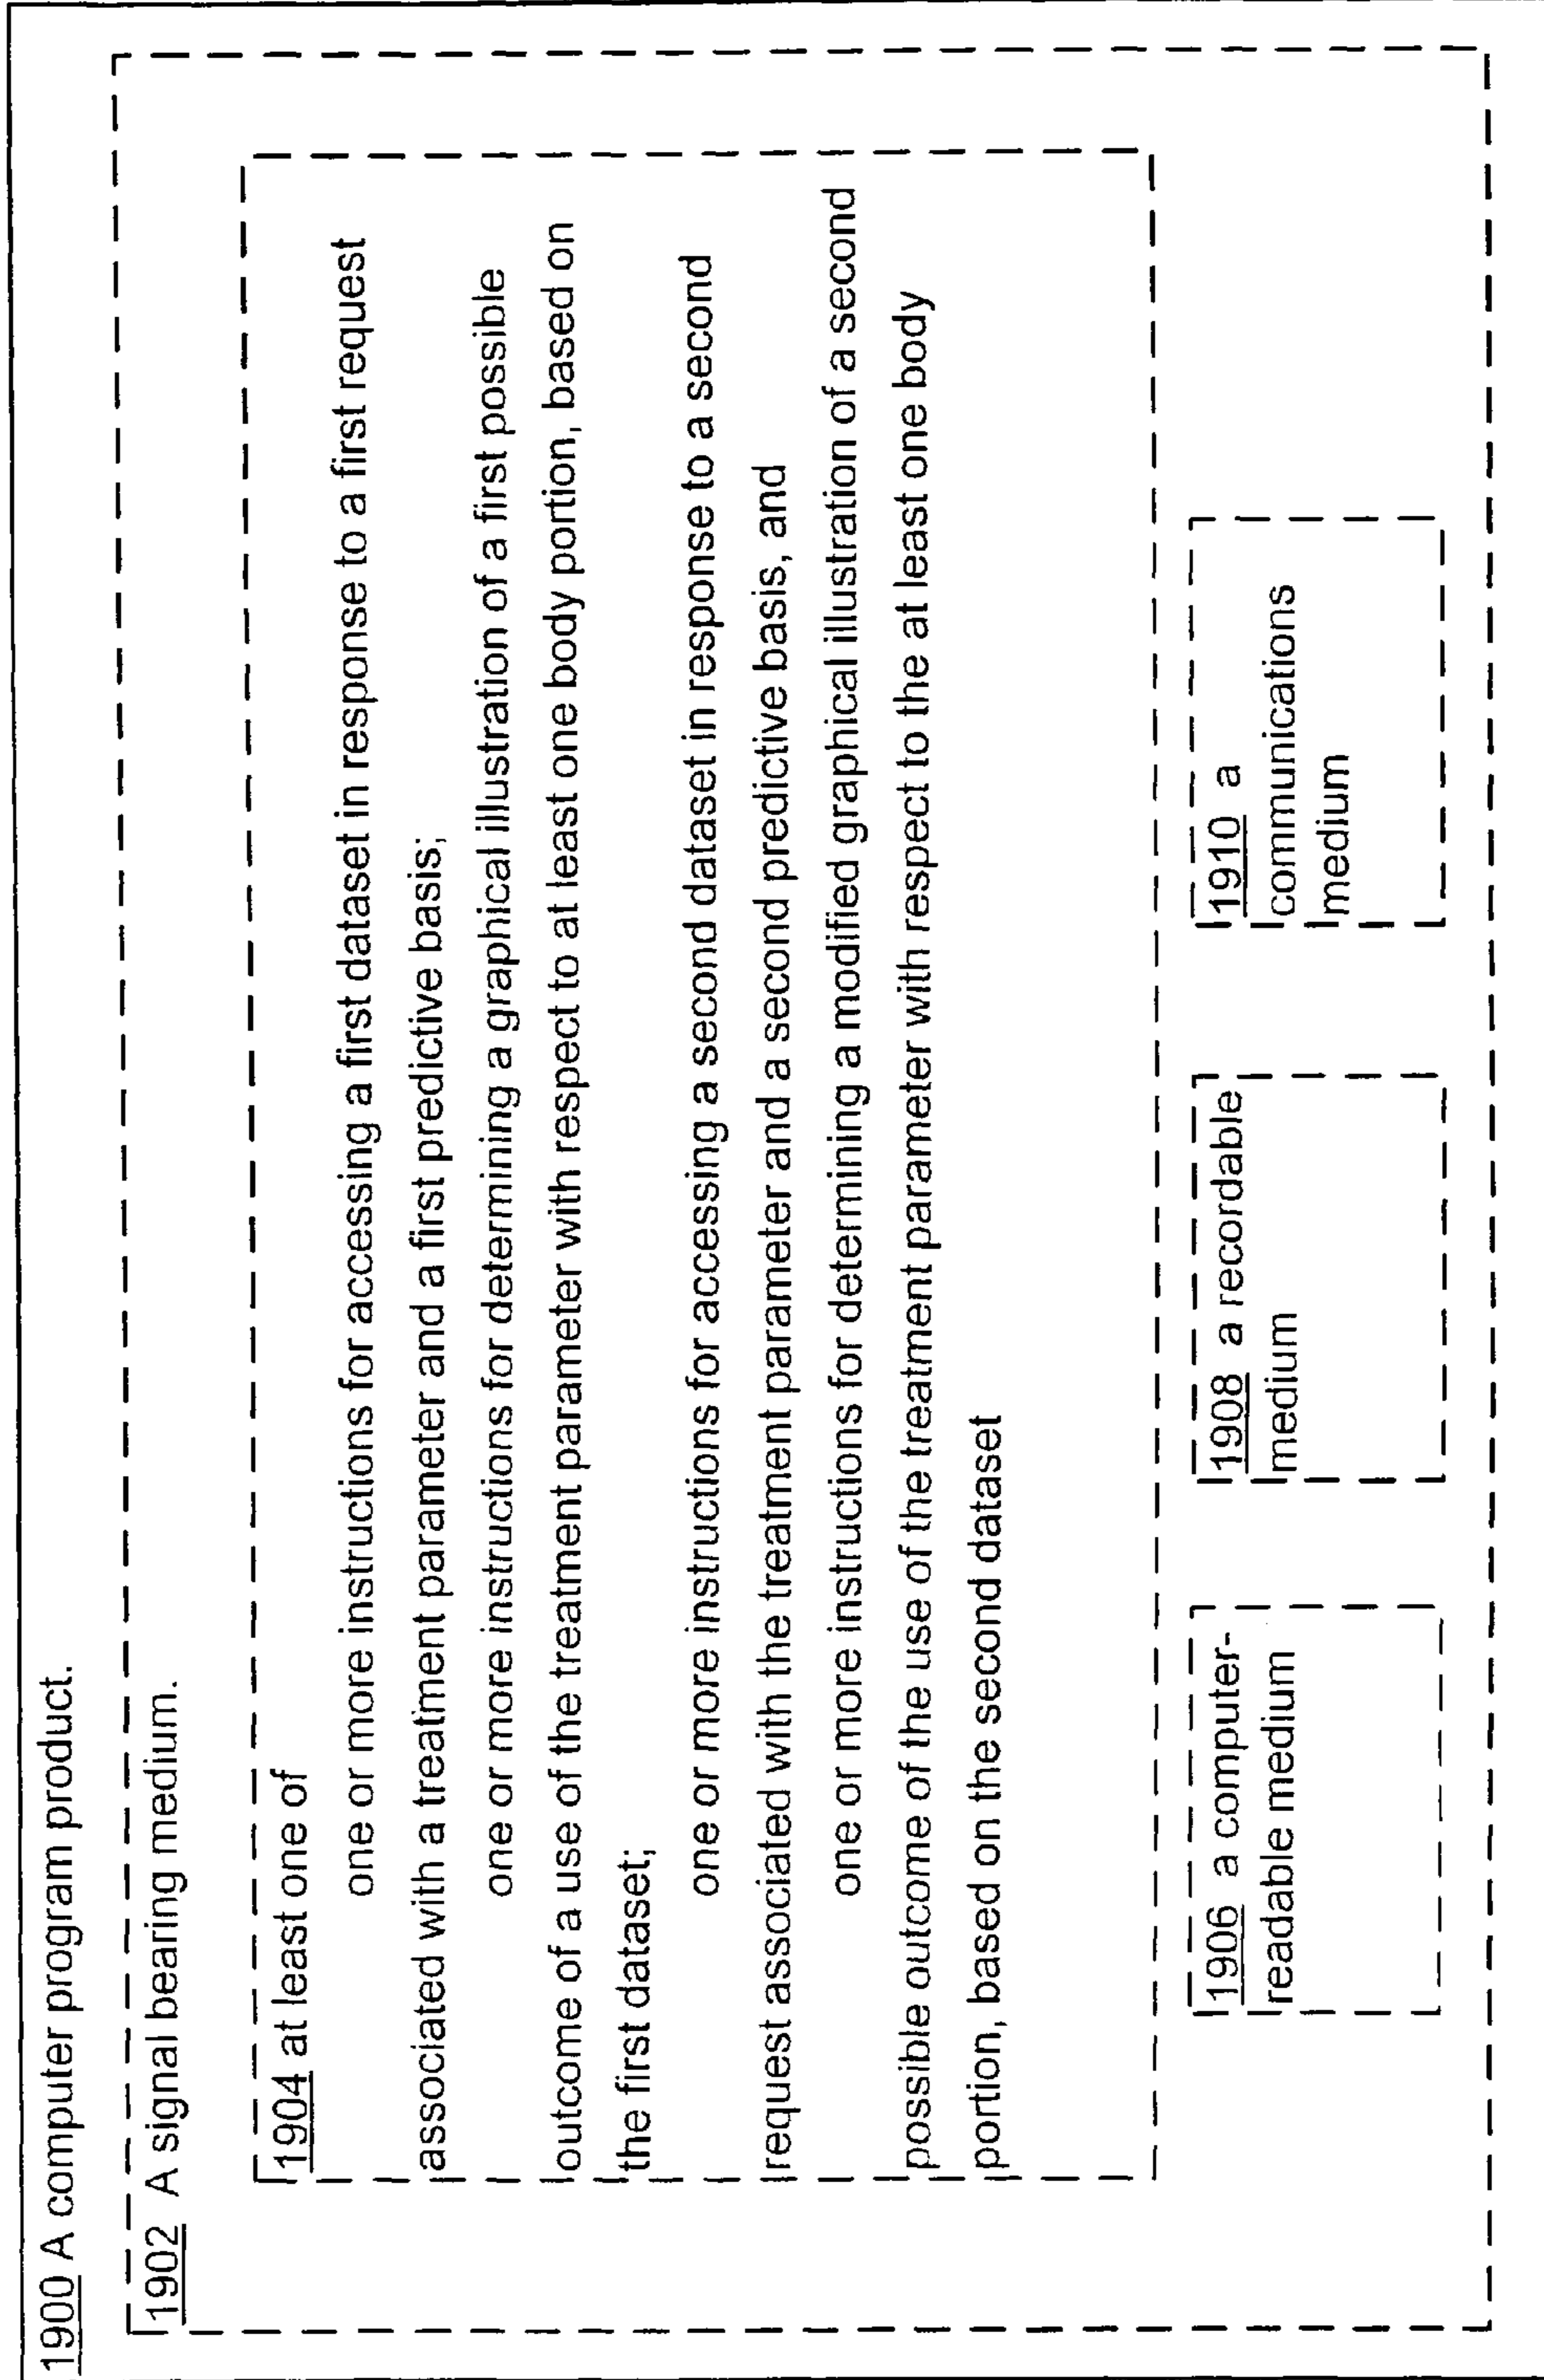 1900 A computer program product.
1902 A signal bearing medium.
1904 at least one of
one or more instructions for accessing a first dataset in response to a first request
associated with a treatment parameter and a first predictive basis;
one or more instructions for determining a graphical illustration of a first possible
outcome of a use of the treatment parameter with respect to at least one body portion, based on
the first dataset;
one or more instructions for accessing a second dataset in response to a second
request associated with the treatment parameter and a second predictive basis, and
one or more instructions for determining a modified graphical illustration of a second
possible outcome of the use of the treatment parameter with respect to the at least one body
portion, based on the second dataset
1906 a computer-
readable medium
1908 a recordable
medium
1910 a
communications
medium